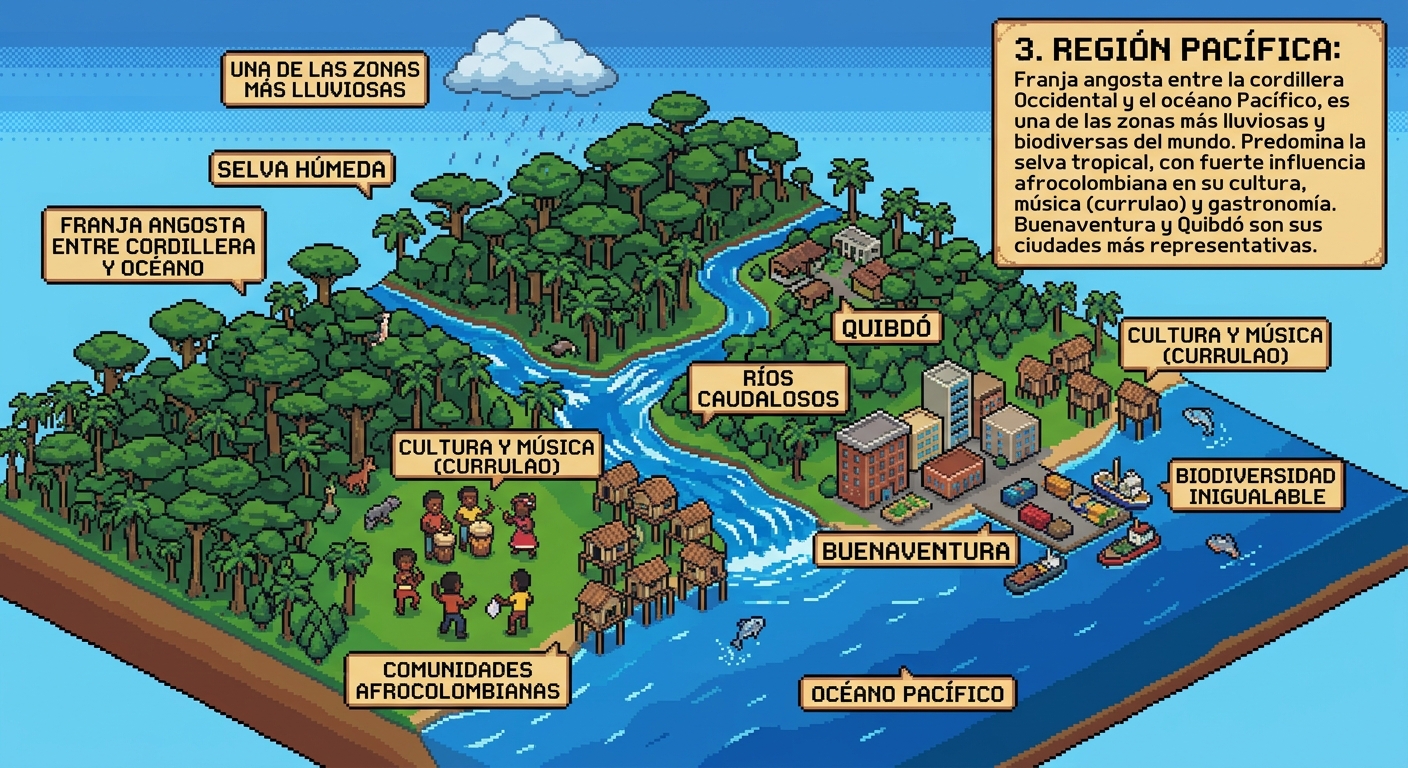 UNA DE LAS ZONAS
MÁS LLUVIOSAS
3. REGIÓN PACÍFICA:
Franja angosta entre la cordillera
Occidental y el océano Pacífico, es
una de las zonas más lluviosas y
biodiversas del mundo. Predomina la
selva tropical, con fuerte influencia
afrocolombiana en su cultura,
música (currulao) y gastronomía.
Buenaventura y Quibdó son sus
ciudades más representativas.
SELVA HÚMEDA
FRANJA ANGOSTA
ENTRE CORDILLERA
Y OCÉANO
QUIBDÓ
CULTURA Y MÚSICA
(CURRULAO)
RÍOS
CAUDALOSOS
CULTURA Y MÚSICA
(CURRULAO)
BIODIVERSIDAD
INIGUALABLE
BUENAVENTURA
COMUNIDADES
AFROCOLOMBIANAS
OCÉANO PACÍFICO